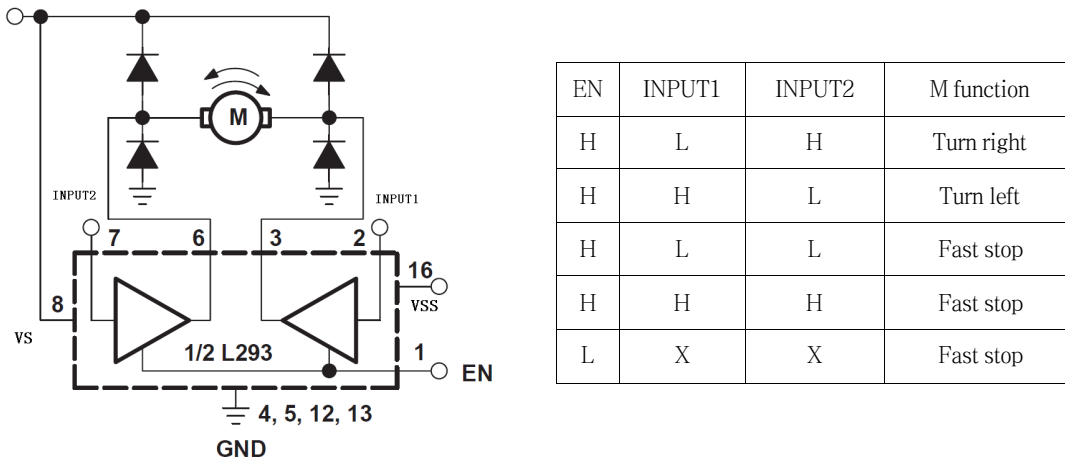 M
INPUT2
INPUT1
7 6 3 2
16
8
VSS
VS
1/2 L293
1
EN
4, 5, 12, 13
GND
EN INPUT1 INPUT2 M function
H L H Turn right
H H L Turn left
H L L Fast stop
H H H Fast stop
L X X Fast stop